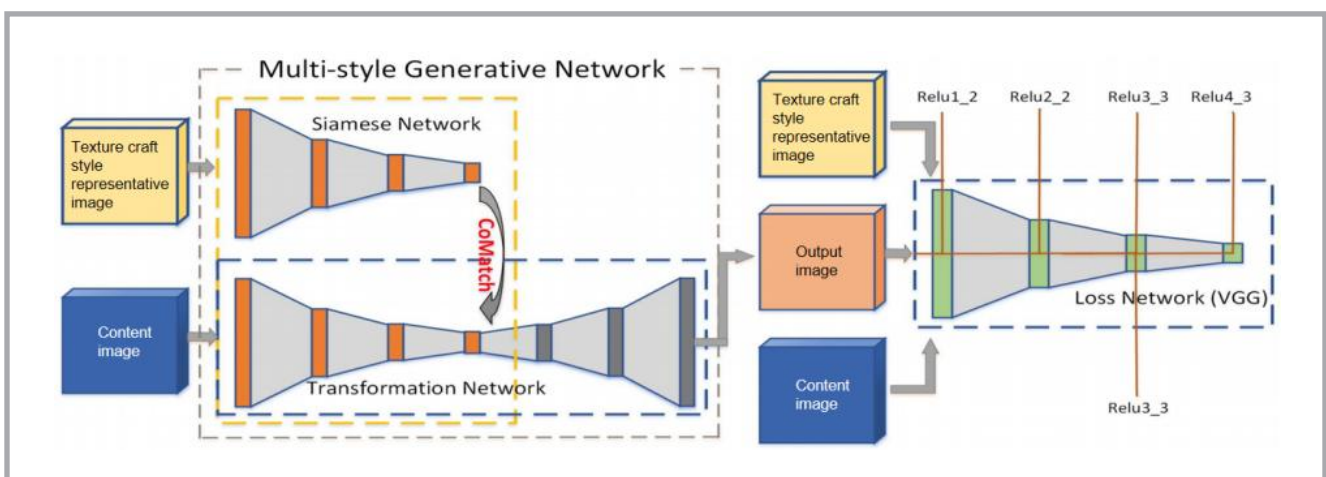 Multi-style Generative Network
Siamese Network
Texture craft
style
representative
image
CoMatch
Content
image
Transformation Network
Texture craft
style
representative
image
Output
image
Content
image
Relu1_2
Relu2_2
Relu3_3
Relu4_3
Loss Network (VGG)
Relu3_3